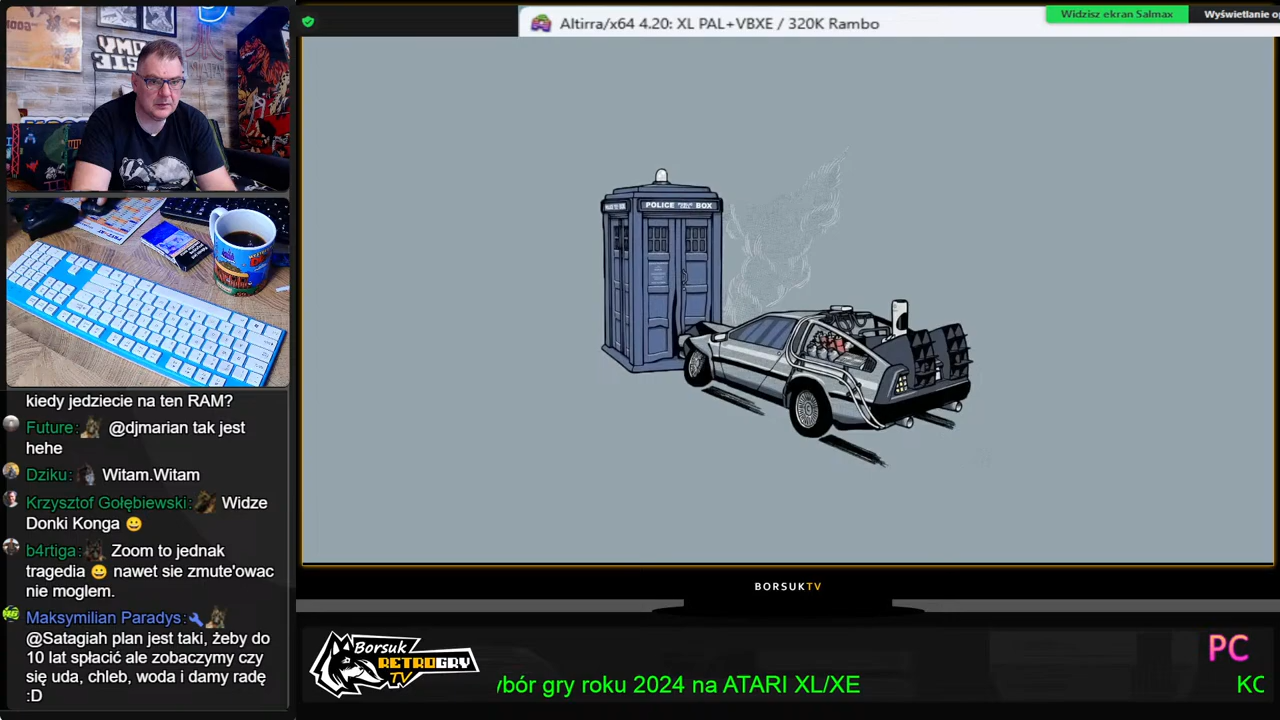 Altirra/x64 4.20: XL PAL+VBXE / 320K Rambo
Widzisz ekran Salmax
Wyświetlanie o
POLICE BOX
kiedy jedziecie na ten RAM?
Future: @djmarian tak jest
hehe
Dziku: Witam.Witam
Krzysztof Gołębiewski: Widze
Donki Konga 😀
b4rtiga: Zoom to jednak
tragedia 😀 nawet sie zmute'owac
nie moglem.
Maksymilian Paradys:
@Satagiah plan jest taki, żeby do
10 lat spłacić ale zobaczymy czy
się uda, chleb, woda i damy radę
:D
BORSUKTV
Borsuk
RETROGRY
TV
ybór gry roku 2024 na ATARI XL/XE
PC
KO